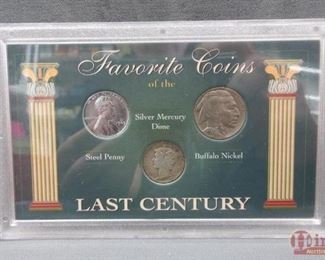 Favorite Coins
of the
Silver Mercury
Dime
Steel Penny
Buffalo Nickel
LAST CENTURY